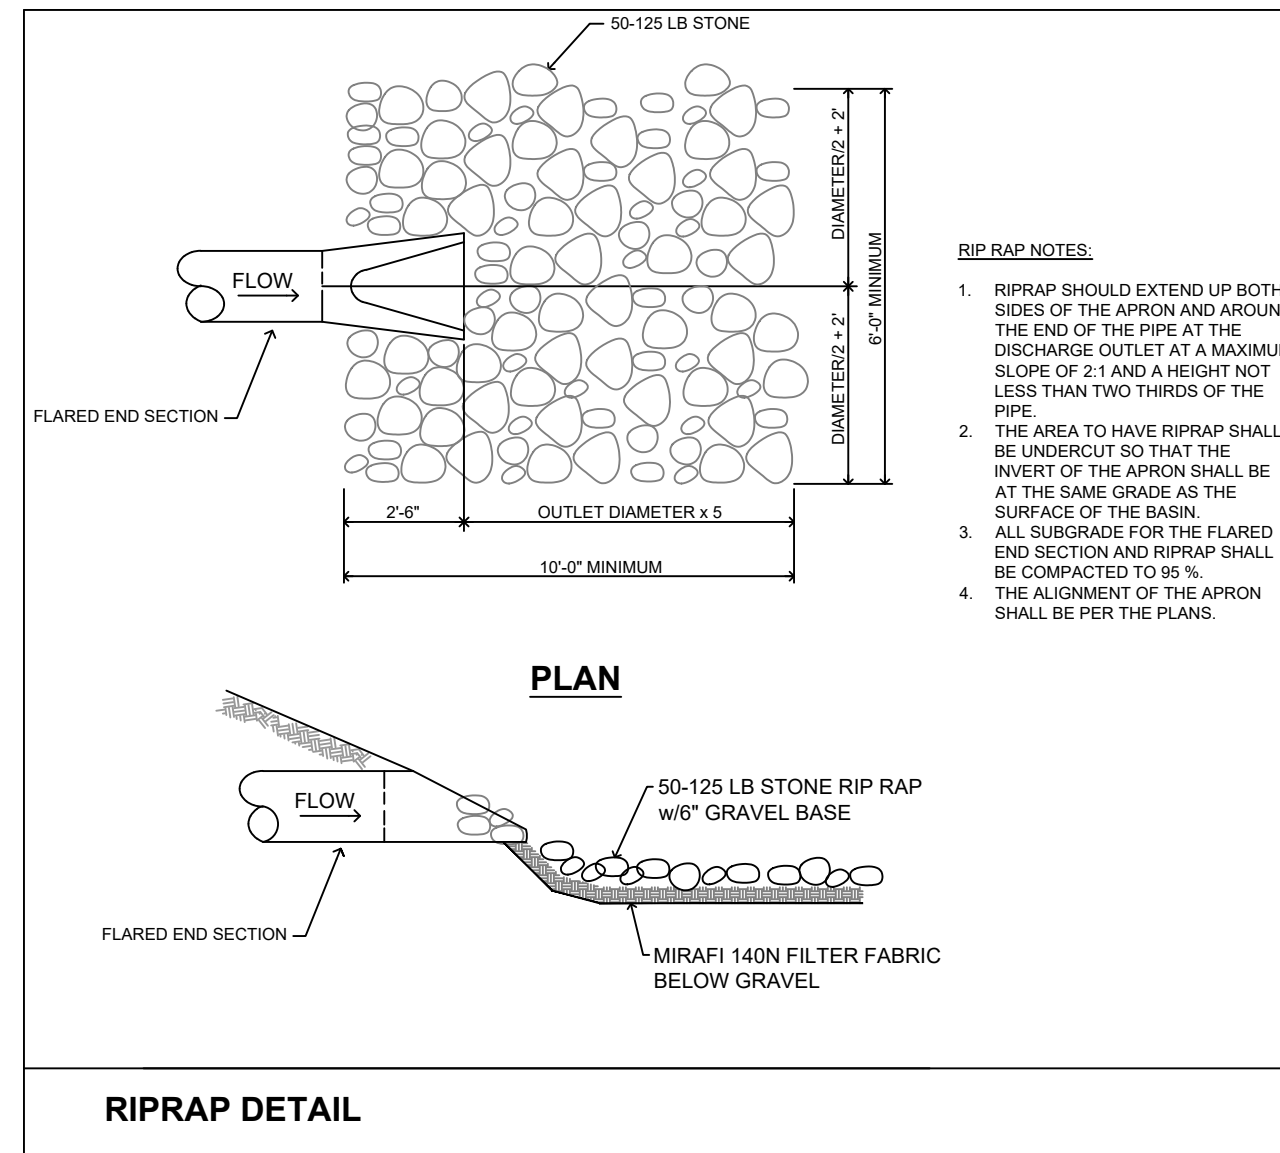 50-125 LB STONE
DIAMETER/2 + 2'
6'-0" MINIMUM
DIAMETER/2 + 2'
FLOW
FLARED END SECTION
2'-6"
OUTLET DIAMETER x 5
10'-0" MINIMUM
RIP RAP NOTES:
1. RIPRAP SHOULD EXTEND UP BOTH
SIDES OF THE APRON AND AROUN
THE END OF THE PIPE AT THE
DISCHARGE OUTLET AT A MAXIMU
SLOPE OF 2:1 AND A HEIGHT NOT
LESS THAN TWO THIRDS OF THE
PIPE.
2. THE AREA TO HAVE RIPRAP SHALL
BE UNDERCUT SO THAT THE
INVERT OF THE APRON SHALL BE
AT THE SAME GRADE AS THE
SURFACE OF THE BASIN.
3. ALL SUBGRADE FOR THE FLARED
END SECTION AND RIPRAP SHALL
BE COMPACTED TO 95 %.
4. THE ALIGNMENT OF THE APRON
SHALL BE PER THE PLANS.
PLAN
FLOW
50-125 LB STONE RIP RAP
w/6" GRAVEL BASE
FLARED END SECTION
MIRAFI 140N FILTER FABRIC
BELOW GRAVEL
RIPRAP DETAIL